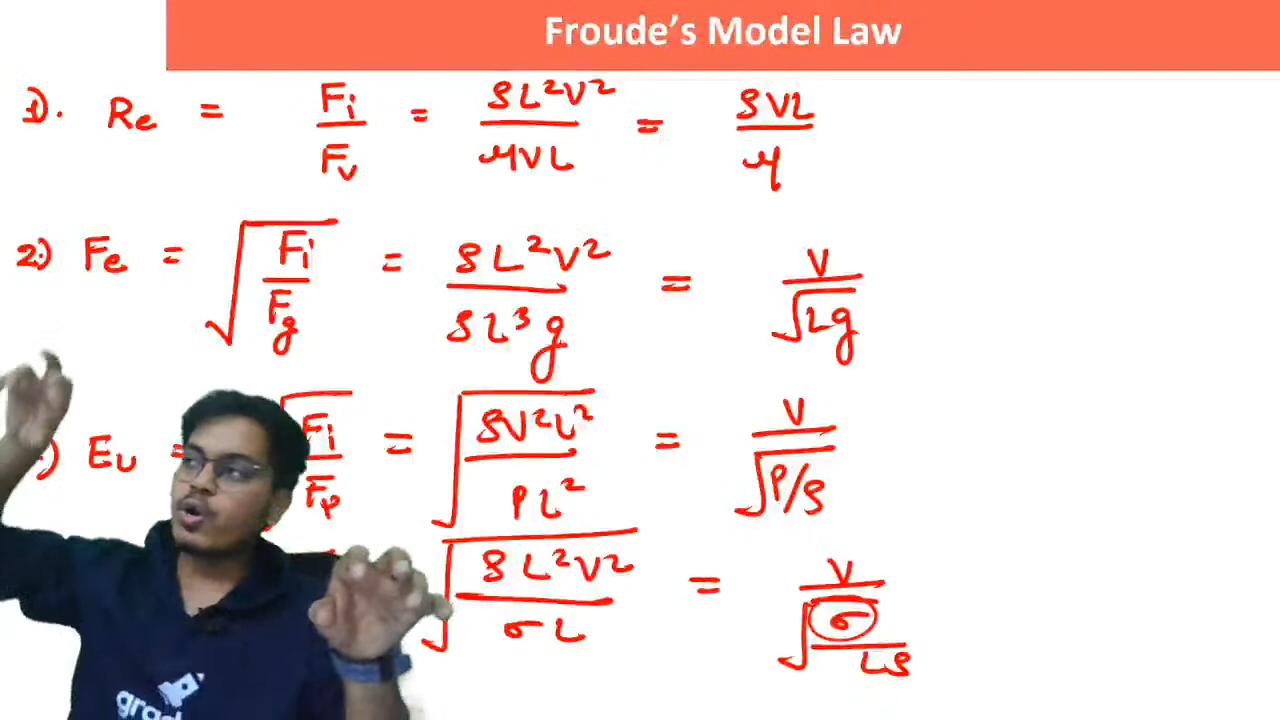 Froude's Model Law
1). Re = Fi/Fv = ρL²V²/μVL = ρVL/μ
2.) Fe = √(Fi/Fg) = ρL²V²/ρL³g = V/√(Lg)
) Eu = √(Fi/Fp) = √(ρV²L²/PL²) = V/√(P/ρ)
√(ρL²V²/σL) = V/√(σ/Lρ)
grad